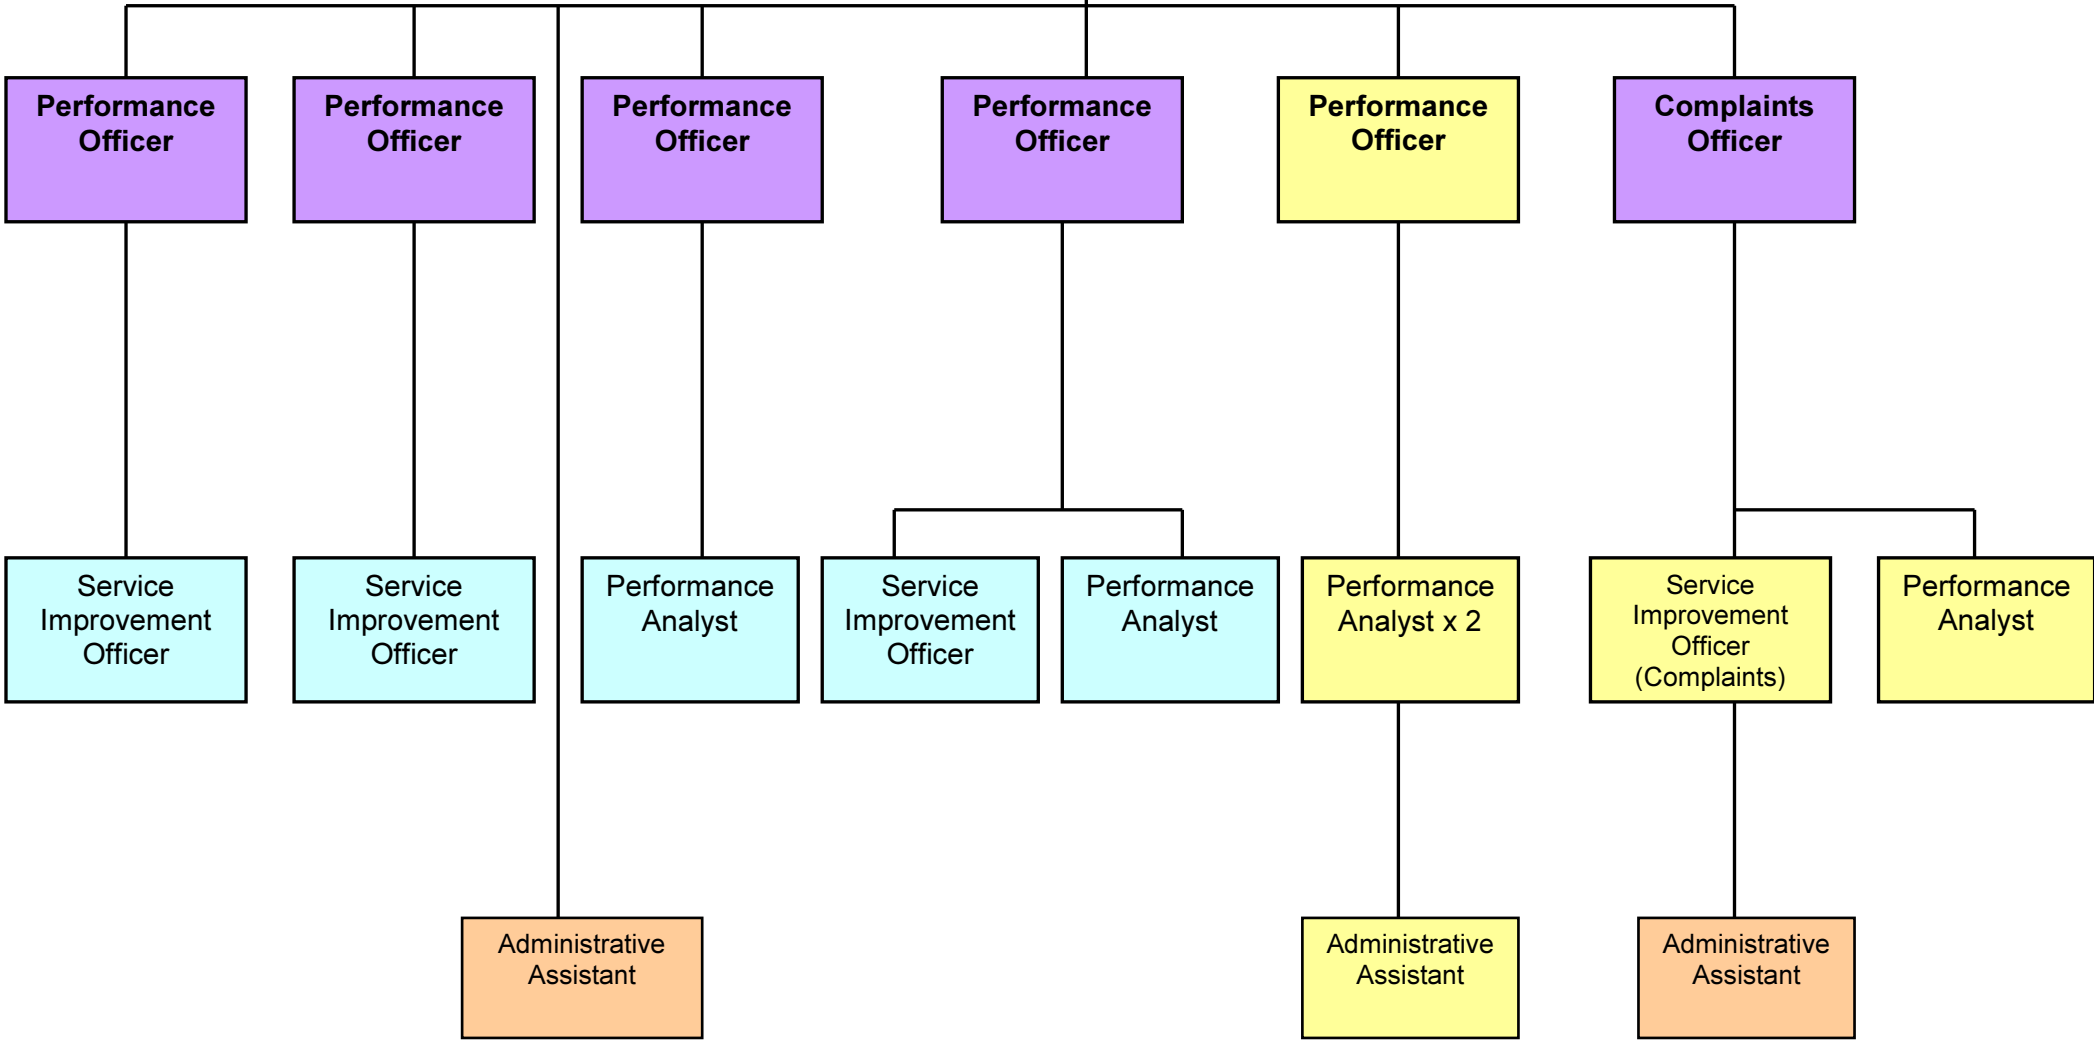 Performance
Officer
Performance
Officer
Performance
Officer
Performance
Officer
Performance
Officer
Complaints
Officer
Service
Improvement
Officer
Service
Improvement
Officer
Performance
Analyst
Service
Improvement
Officer
Performance
Analyst
Performance
Analyst x 2
Service
Improvement
Officer
(Complaints)
Performance
Analyst
Administrative
Assistant
Administrative
Assistant
Administrative
Assistant